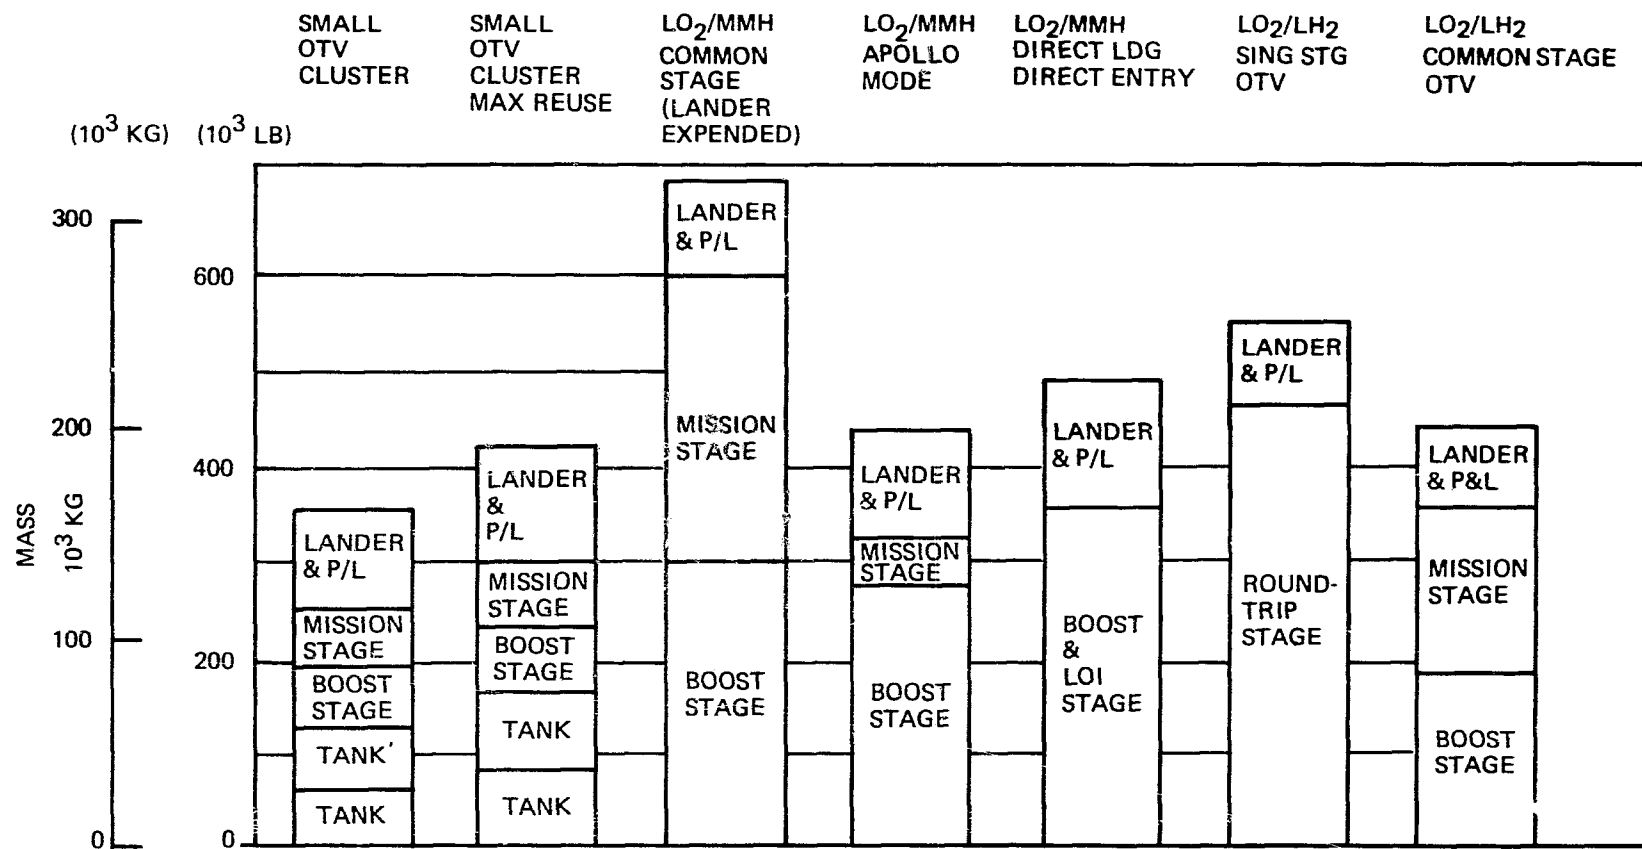 SMALL
OTV
CLUSTER
SMALL
OTV
CLUSTER
MAX REUSE
LO2/MMH
COMMON
STAGE
(LANDER
EXPENDED)
LO2/MMH
APOLLO
MODE
LO2/MMH
DIRECT LDG
DIRECT ENTRY
LO2/LH2
SING STG
OTV
LO2/LH2
COMMON STAGE
OTV
(10^3 KG)
(10^3 LB)
MASS
10^3 KG
300
200
100
0
600
400
200
0
LANDER
& P/L
MISSION
STAGE
BOOST
STAGE
TANK'
TANK
LANDER
&
P/L
MISSION
STAGE
BOOST
STAGE
TANK
TANK
LANDER
& P/L
MISSION
STAGE
BOOST
STAGE
LANDER
& P/L
MISSION
STAGE
BOOST
STAGE
LANDER
& P/L
BOOST
&
LOI
STAGE
LANDER
& P/L
ROUND-
TRIP
STAGE
LANDER
& P&L
MISSION
STAGE
BOOST
STAGE